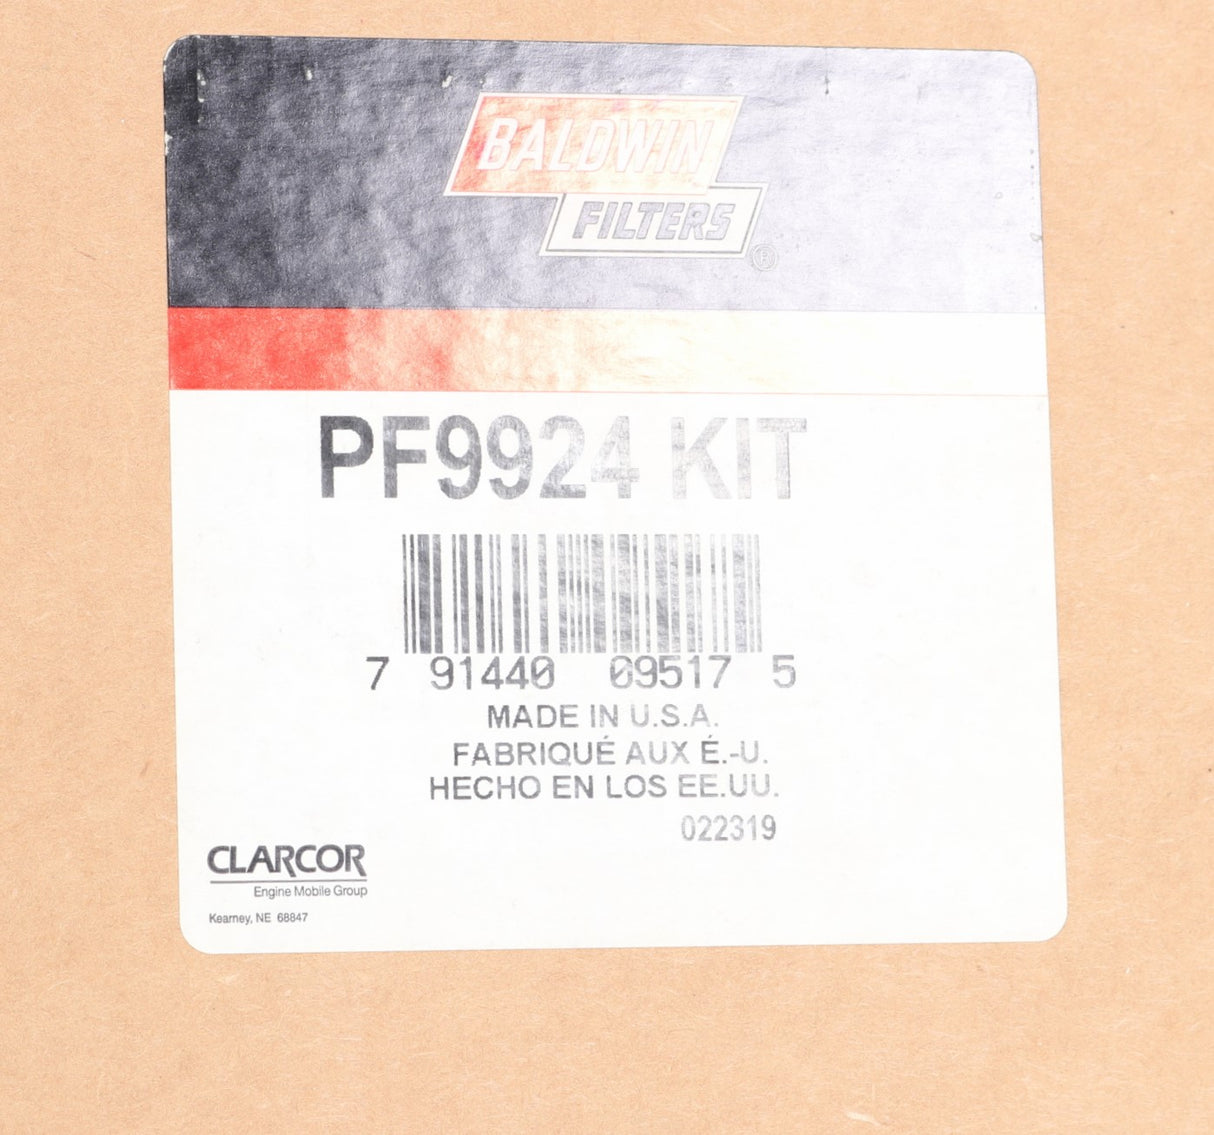 BALDWIN
FILTERS
®
PF9924 KIT
7 91440 09517 5
MADE IN U.S.A.
FABRIQUÉ AUX É.-U.
HECHO EN LOS EE.UU.
022319
CLARCOR
Engine Mobile Group
Kearney, NE 68847